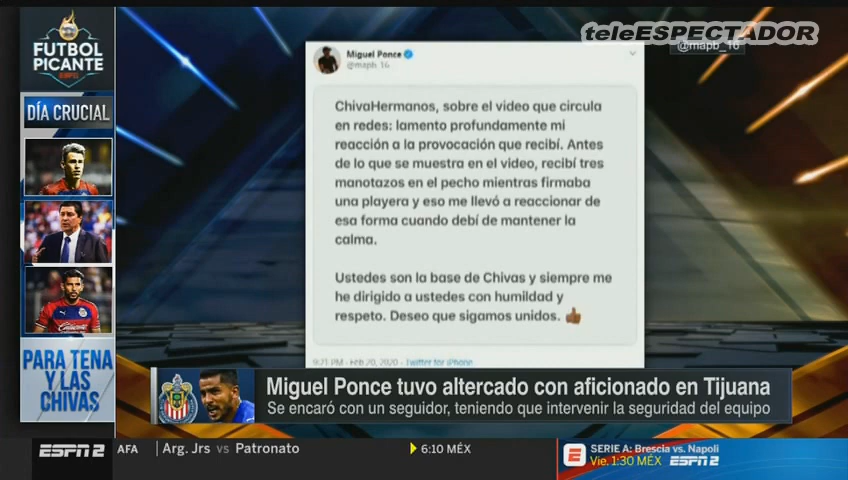 FUTBOL
PICANTE
DÍA CRUCIAL
PARA TENA
Y LAS
CHIVAS
teleESPECTADOR
@mapb_16
Miguel Ponce
@mapb_16
ChivaHermanos, sobre el video que circula
en redes: lamento profundamente mi
reacción a la provocación que recibí. Antes
de lo que se muestra en el video, recibí tres
manotazos en el pecho mientras firmaba
una playera y eso me llevó a reaccionar de
esa forma cuando debí de mantener la
calma.
Ustedes son la base de Chivas y siempre me
he dirigido a ustedes con humildad y
respeto. Deseo que sigamos unidos. 👍🏾
9:21 PM · Feb 20, 2020 · Twitter for iPhone
Miguel Ponce tuvo altercado con aficionado en Tijuana
Se encaró con un seguidor, teniendo que intervenir la seguridad del equipo
ESPN 2
AFA
Arg. Jrs vs Patronato
6:10 MÉX
SERIE A: Brescia vs. Napoli
Vie. 1:30 MÉX ESPN 2